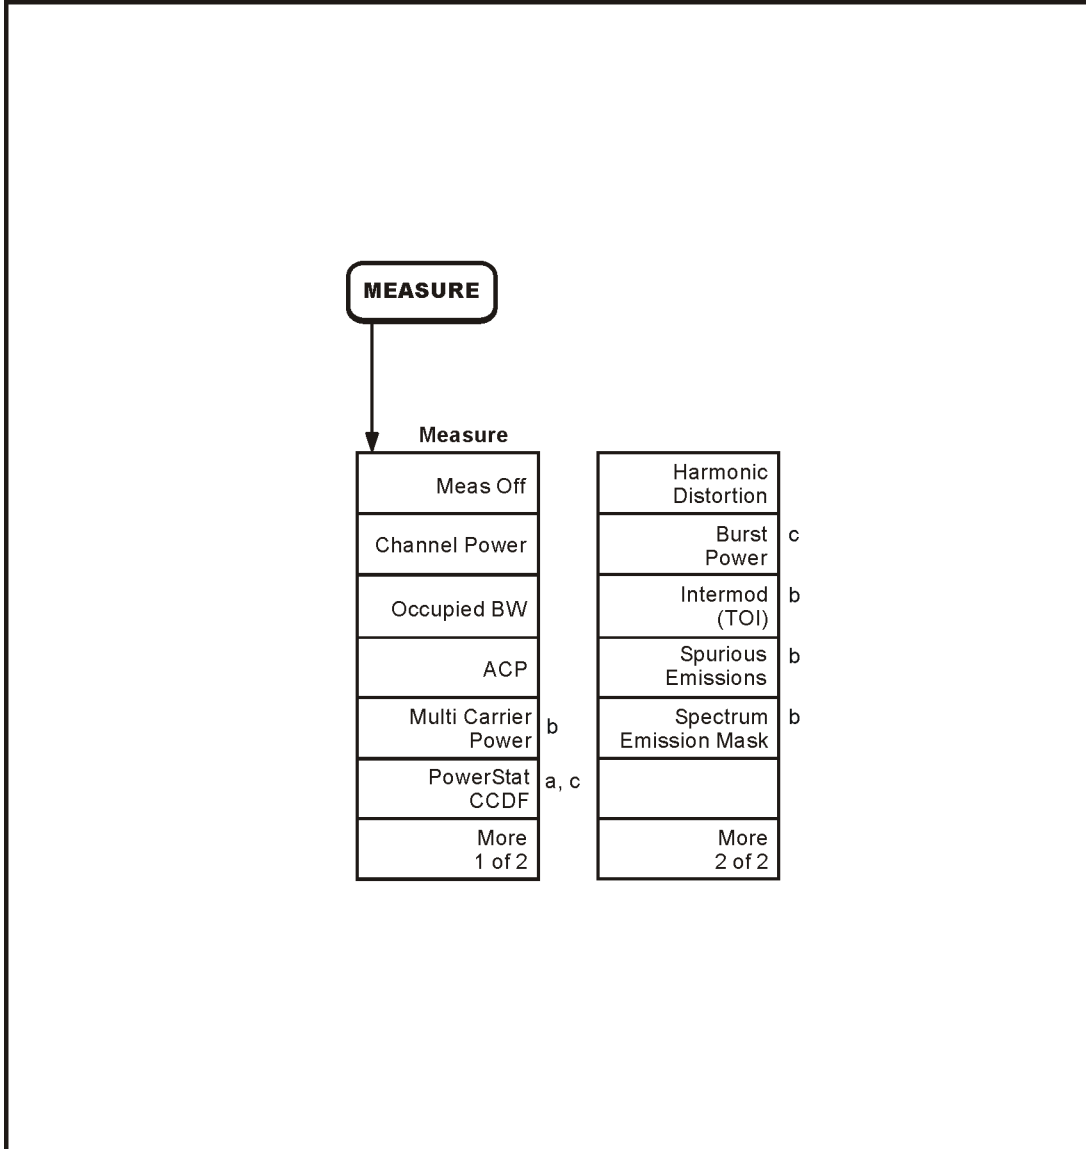 MEASURE
Measure
Meas Off
Channel Power
Occupied BW
ACP
Multi Carrier
Power
b
PowerStat
CCDF
a, c
More
1 of 2
Harmonic
Distortion
Burst
Power
c
Intermod
(TOI)
b
Spurious
Emissions
b
Spectrum
Emission Mask
b
More
2 of 2